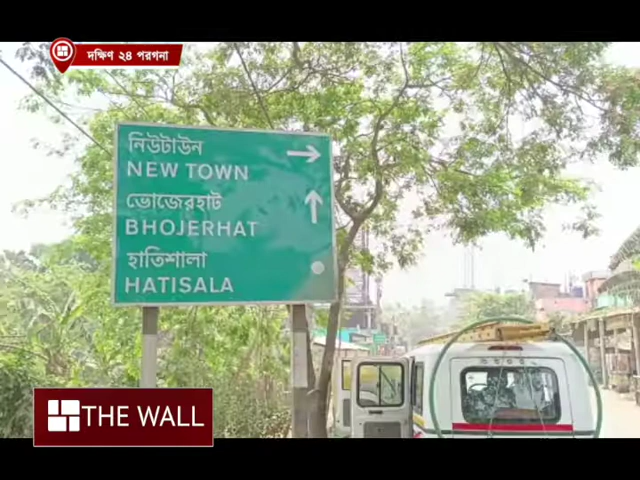 দক্ষিণ ২৪ পরগনা
নিউটাউন
NEW TOWN
ভোজেরহাট
BHOJERHAT
হাতিশালা
HATISALA
THE WALL